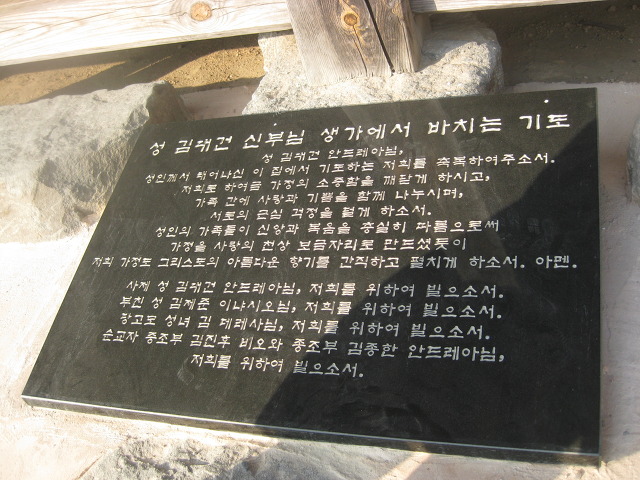 성 김대건 신부님 생가에서 바치는 기도
성 김대건 안드레아님,
성인께서 태어나신 이 집에서 기도하는 저희를 축복하여주소서.
저희로 하여금 가정의 소중함을 깨닫게 하시고,
가족 간에 사랑과 기쁨을 함께 나누시며,
서로의 근심 걱정을 덜게 하소서.
성인의 가족들이 신앙과 복음을 충실히 따름으로써
가정을 사랑의 천상 보금자리로 만드셨듯이
저희 가정도 그리스도의 아름다운 향기를 간직하고 펼치게 하소서. 아멘.
사제 성 김대건 안드레아님, 저희를 위하여 빌으소서.
부친 성 김제준 이냐시오님, 저희를 위하여 빌으소서.
당고모 성녀 김 데레사님, 저희를 위하여 빌으소서.
순교자 증조부 김진후 비오와 종조부 김종한 안드레아님,
저희를 위하여 빌으소서.